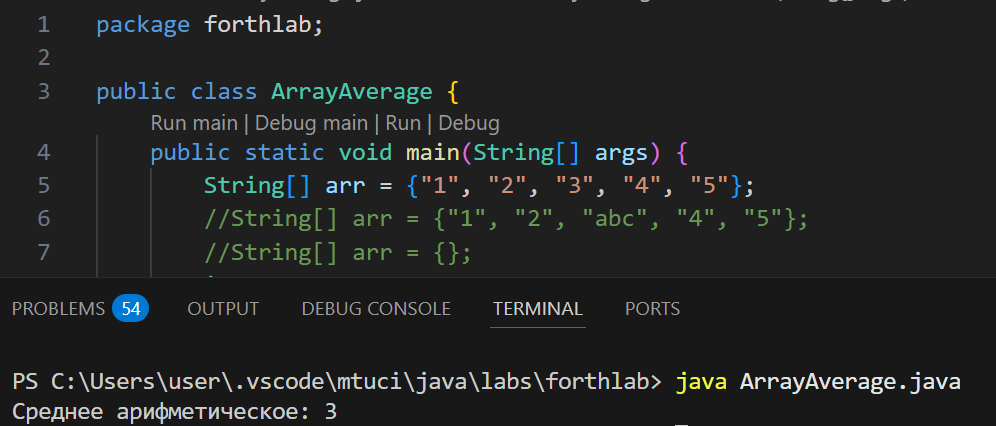 1 package forthlab;
2
3 public class ArrayAverage {
Run main | Debug main | Run | Debug
4 public static void main(String[] args) {
5 String[] arr = {"1", "2", "3", "4", "5"};
6 //String[] arr = {"1", "2", "abc", "4", "5"};
7 //String[] arr = {};
PROBLEMS 54 OUTPUT DEBUG CONSOLE TERMINAL PORTS
PS C:\Users\user\.vscode\mtuci\java\labs\forthlab> java ArrayAverage.java
Среднее арифметическое: 3